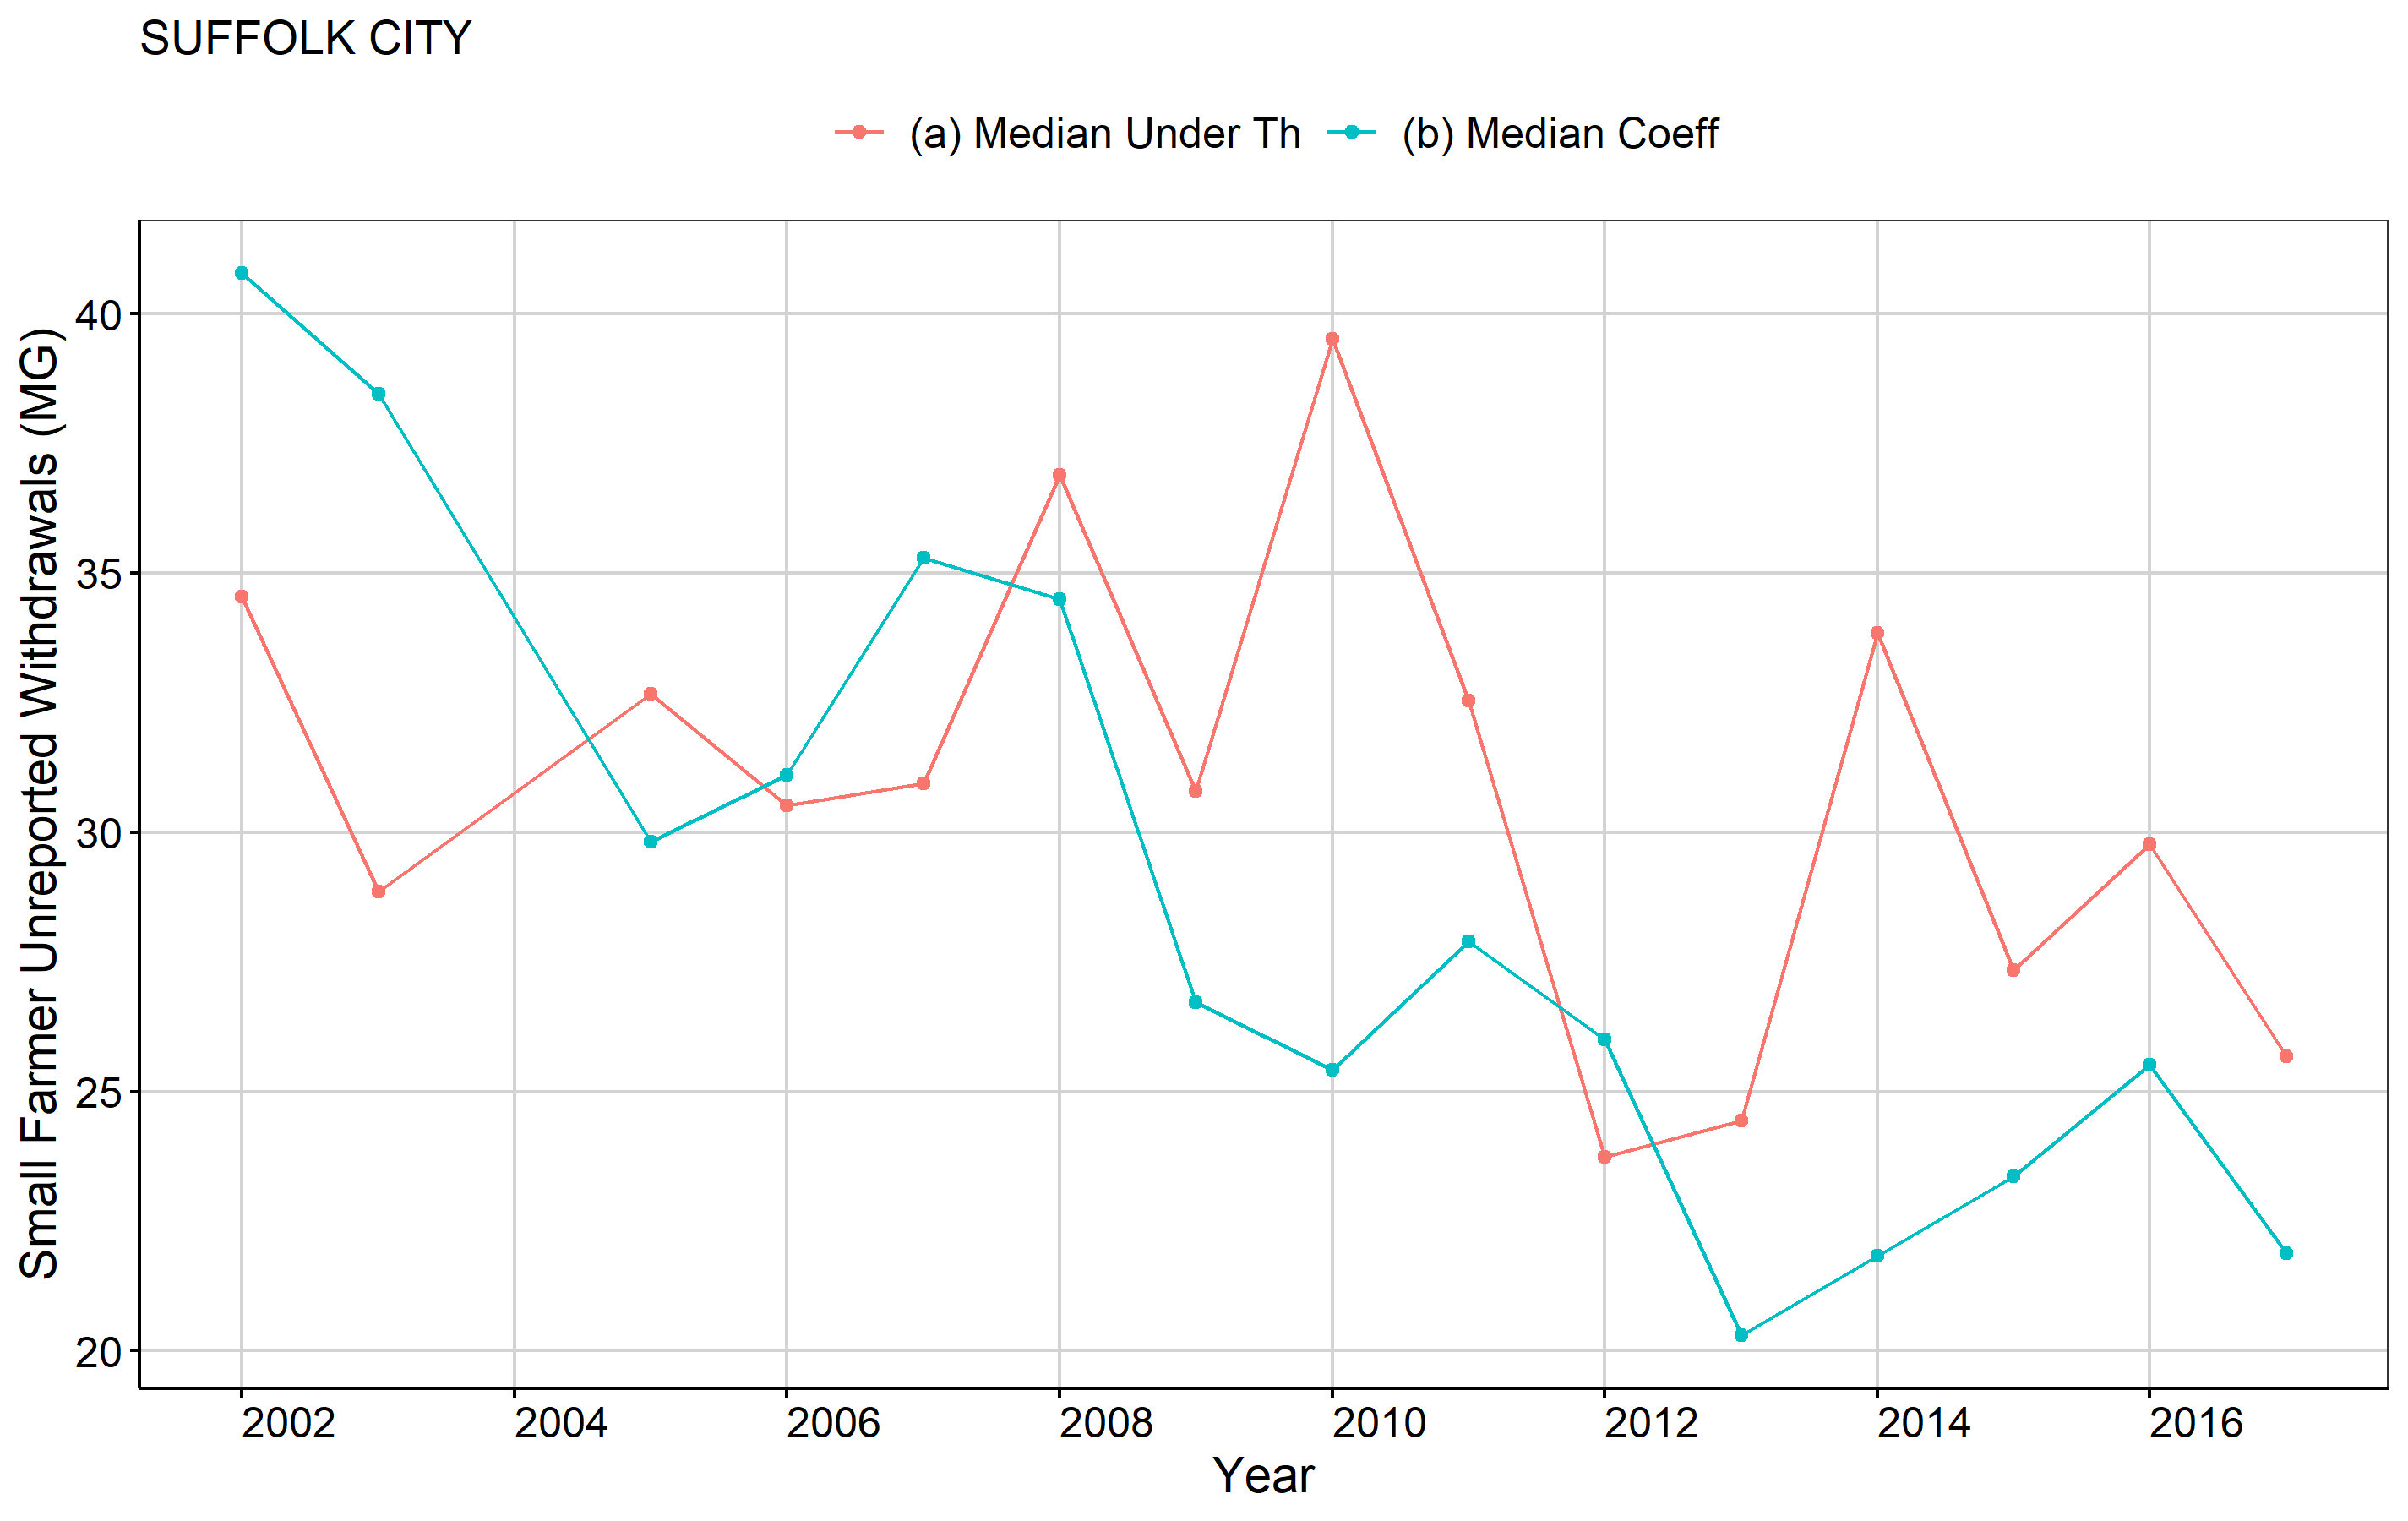 SUFFOLK CITY
(a) Median Under Th (b) Median Coeff
Small Farmer Unreported Withdrawals (MG)
40
35
30
25
20
2002 2004 2006 2008 2010 2012 2014 2016
Year